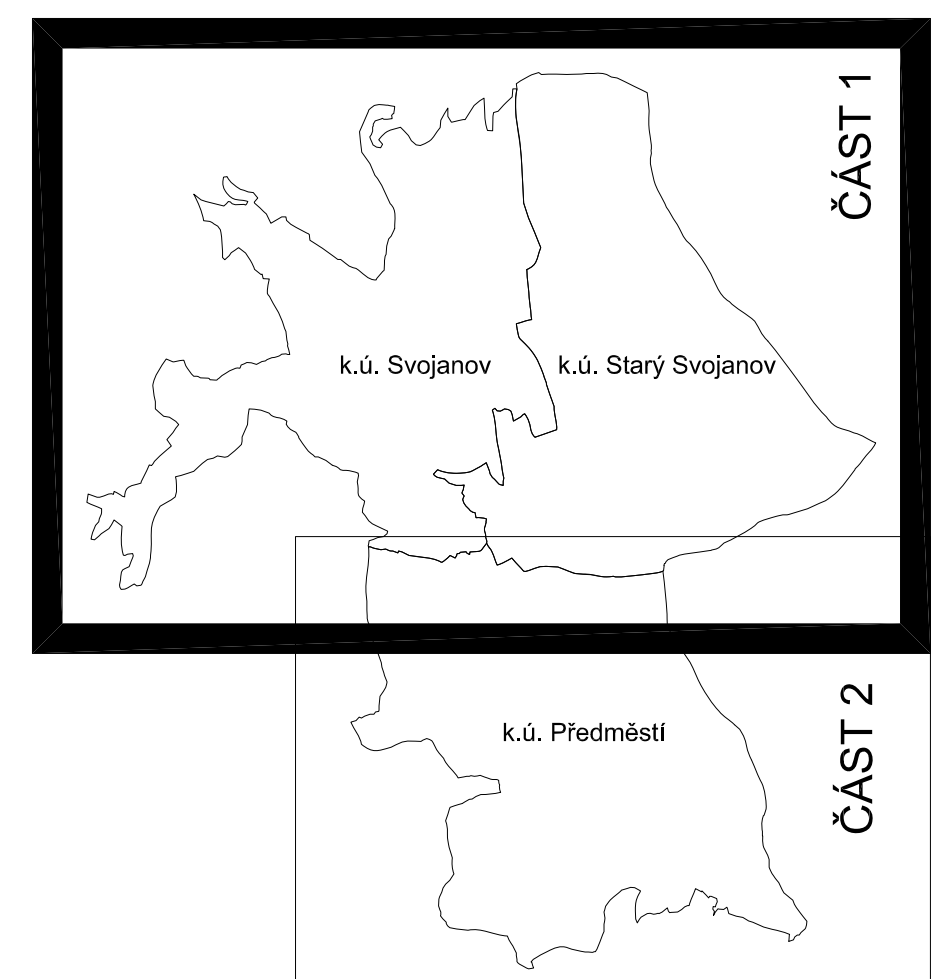 ČÁST 1
k.ú. Svojanov
k.ú. Starý Svojanov
ČÁST 2
k.ú. Předměstí